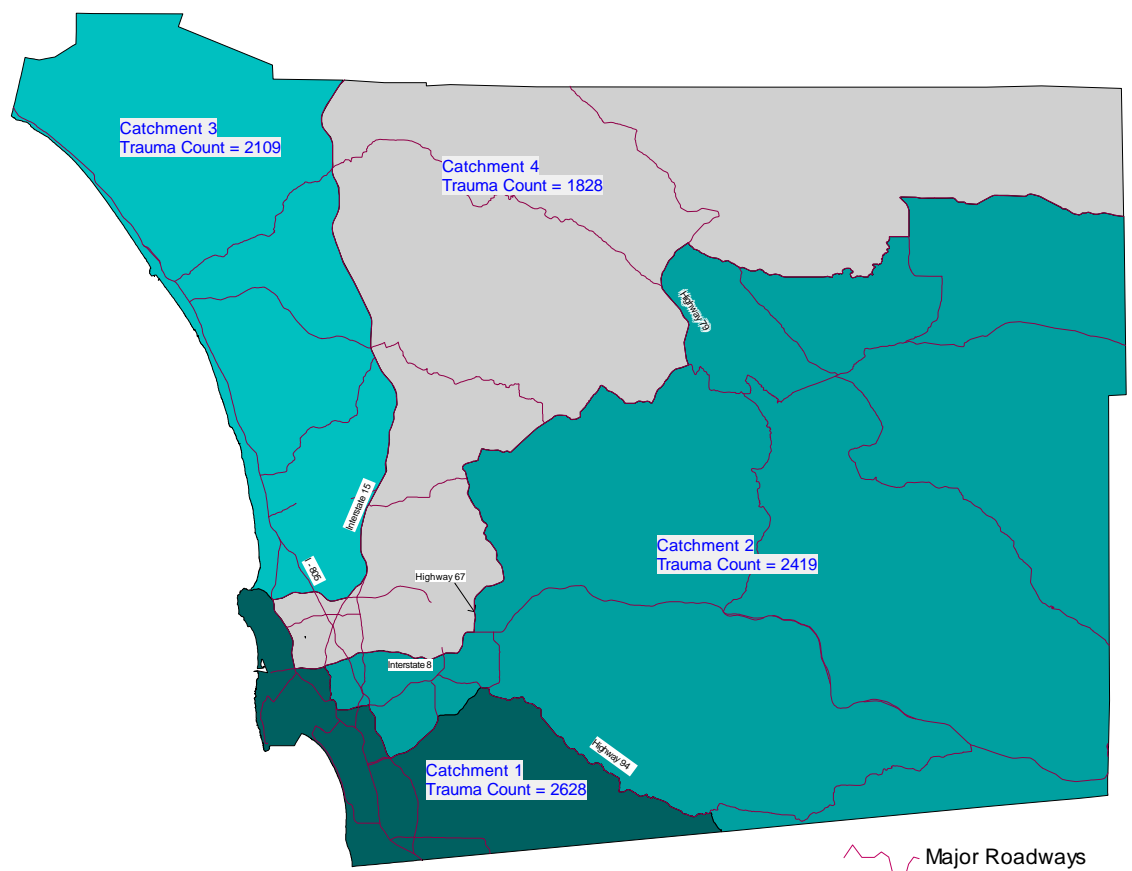 Catchment 3
Trauma Count = 2109
Catchment 4
Trauma Count = 1828
Highway 79
Interstate 15
Catchment 2
Trauma Count = 2419
I - 805
Highway 67
Interstate 8
Highway 94
Catchment 1
Trauma Count = 2628
Major Roadways